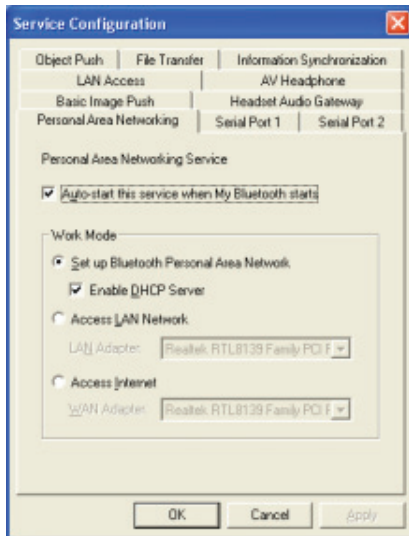 Service Configuration
Object Push File Transfer Information Synchronization
LAN Access AV Headphone
Basic Image Push Headset Audio Gateway
Personal Area Networking Serial Port 1 Serial Port 2
Personal Area Networking Service
Auto-start this service when My Bluetooth starts
Work Mode
Set up Bluetooth Personal Area Network
Enable DHCP Server
Access LAN Network
LAN Adapter: Realtek RTL8139 Family PCI F
Access Internet
WAN Adapter: Realtek RTL8139 Family PCI F
OK Cancel Apply